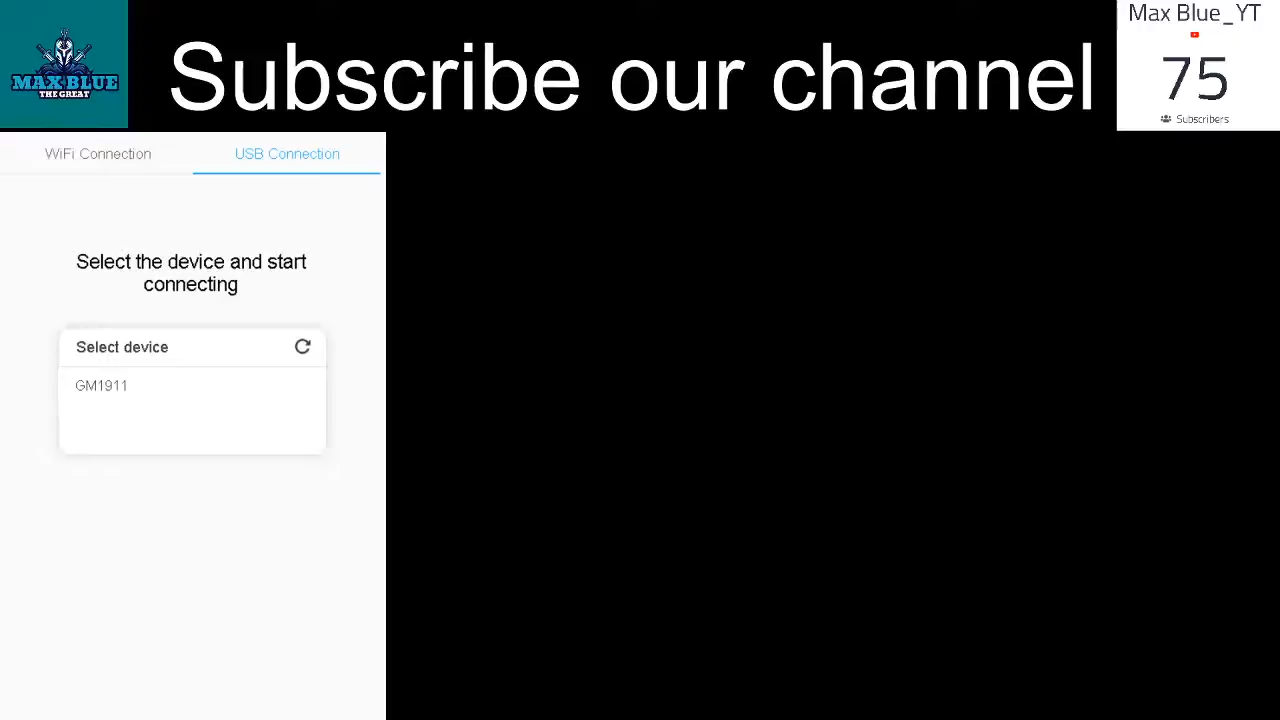 MAX BLUE
THE GREAT
Subscribe our channel
Max Blue_YT
75
Subscribers
WiFi Connection
USB Connection
Select the device and start
connecting
Select device
GM1911